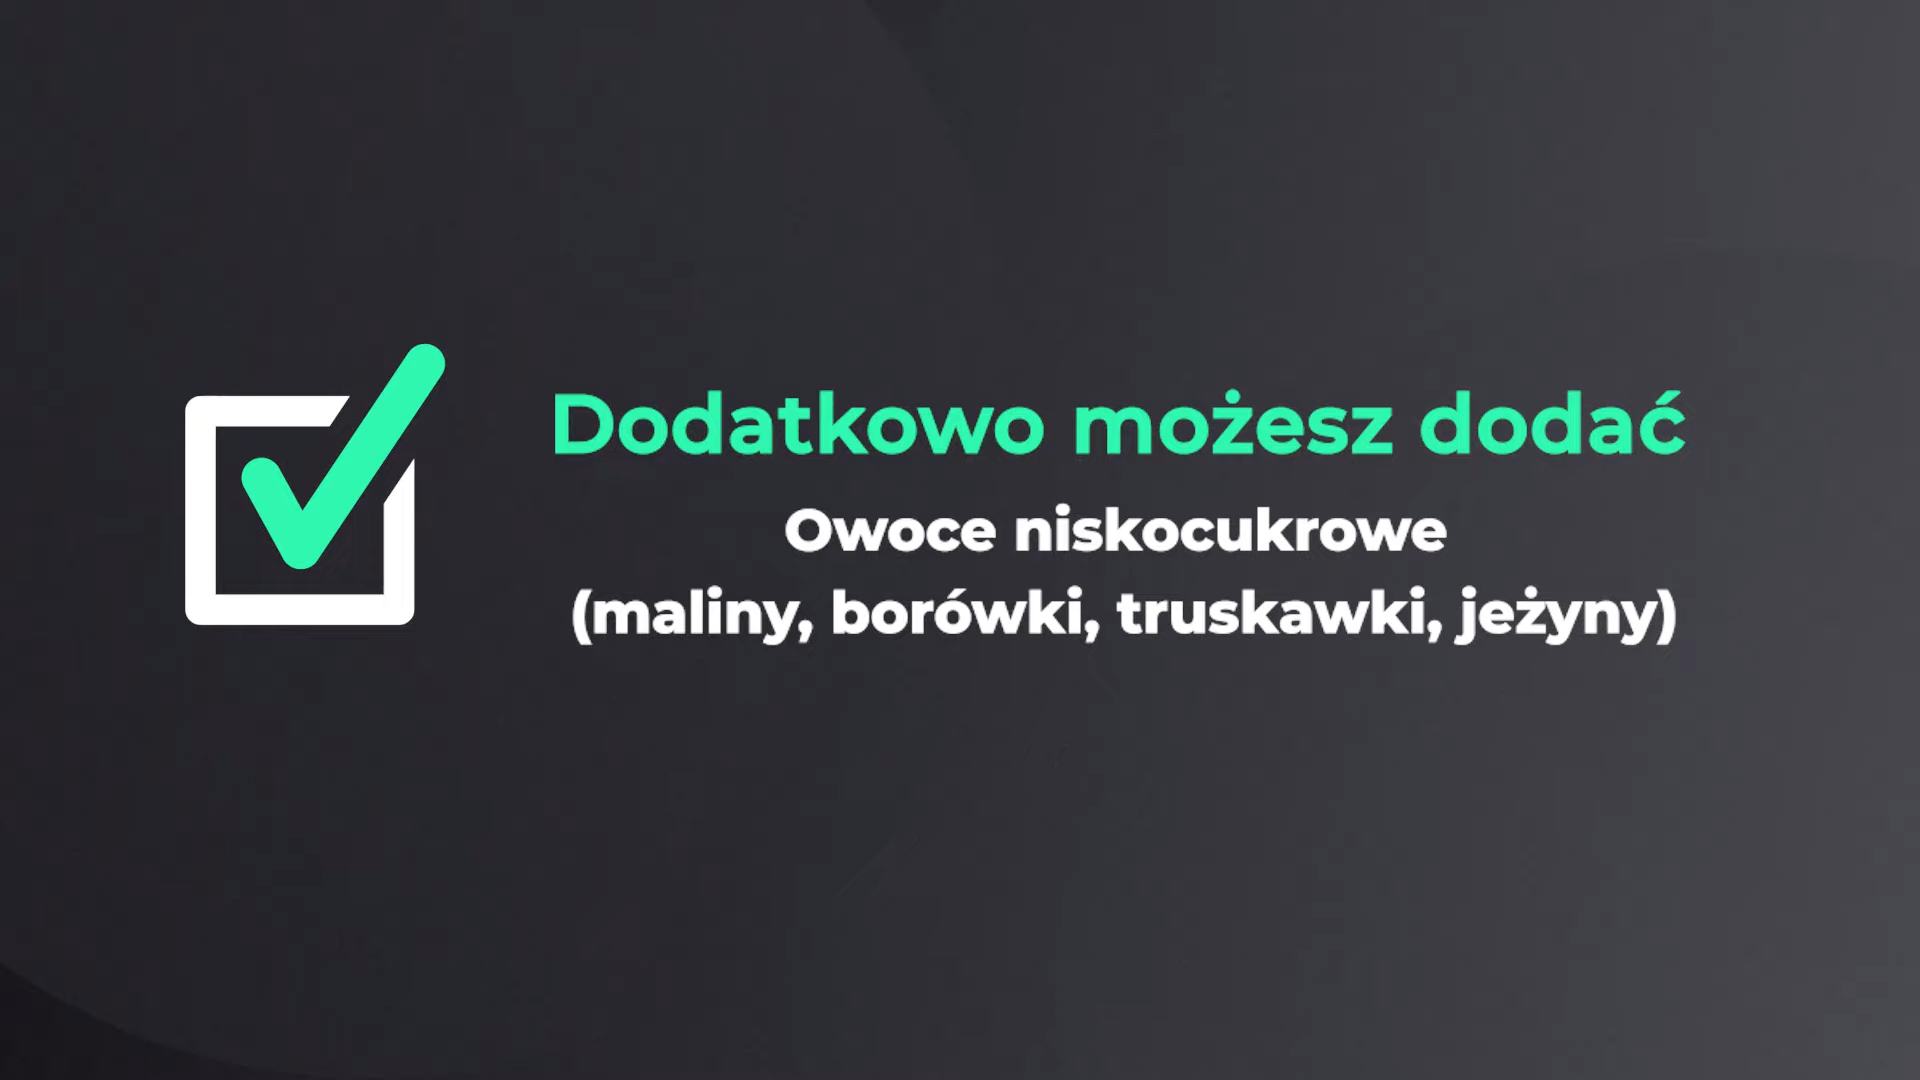 Dodatkowo możesz dodać
Owoce niskocukrowe
(maliny, borówki, truskawki, jeżyny)